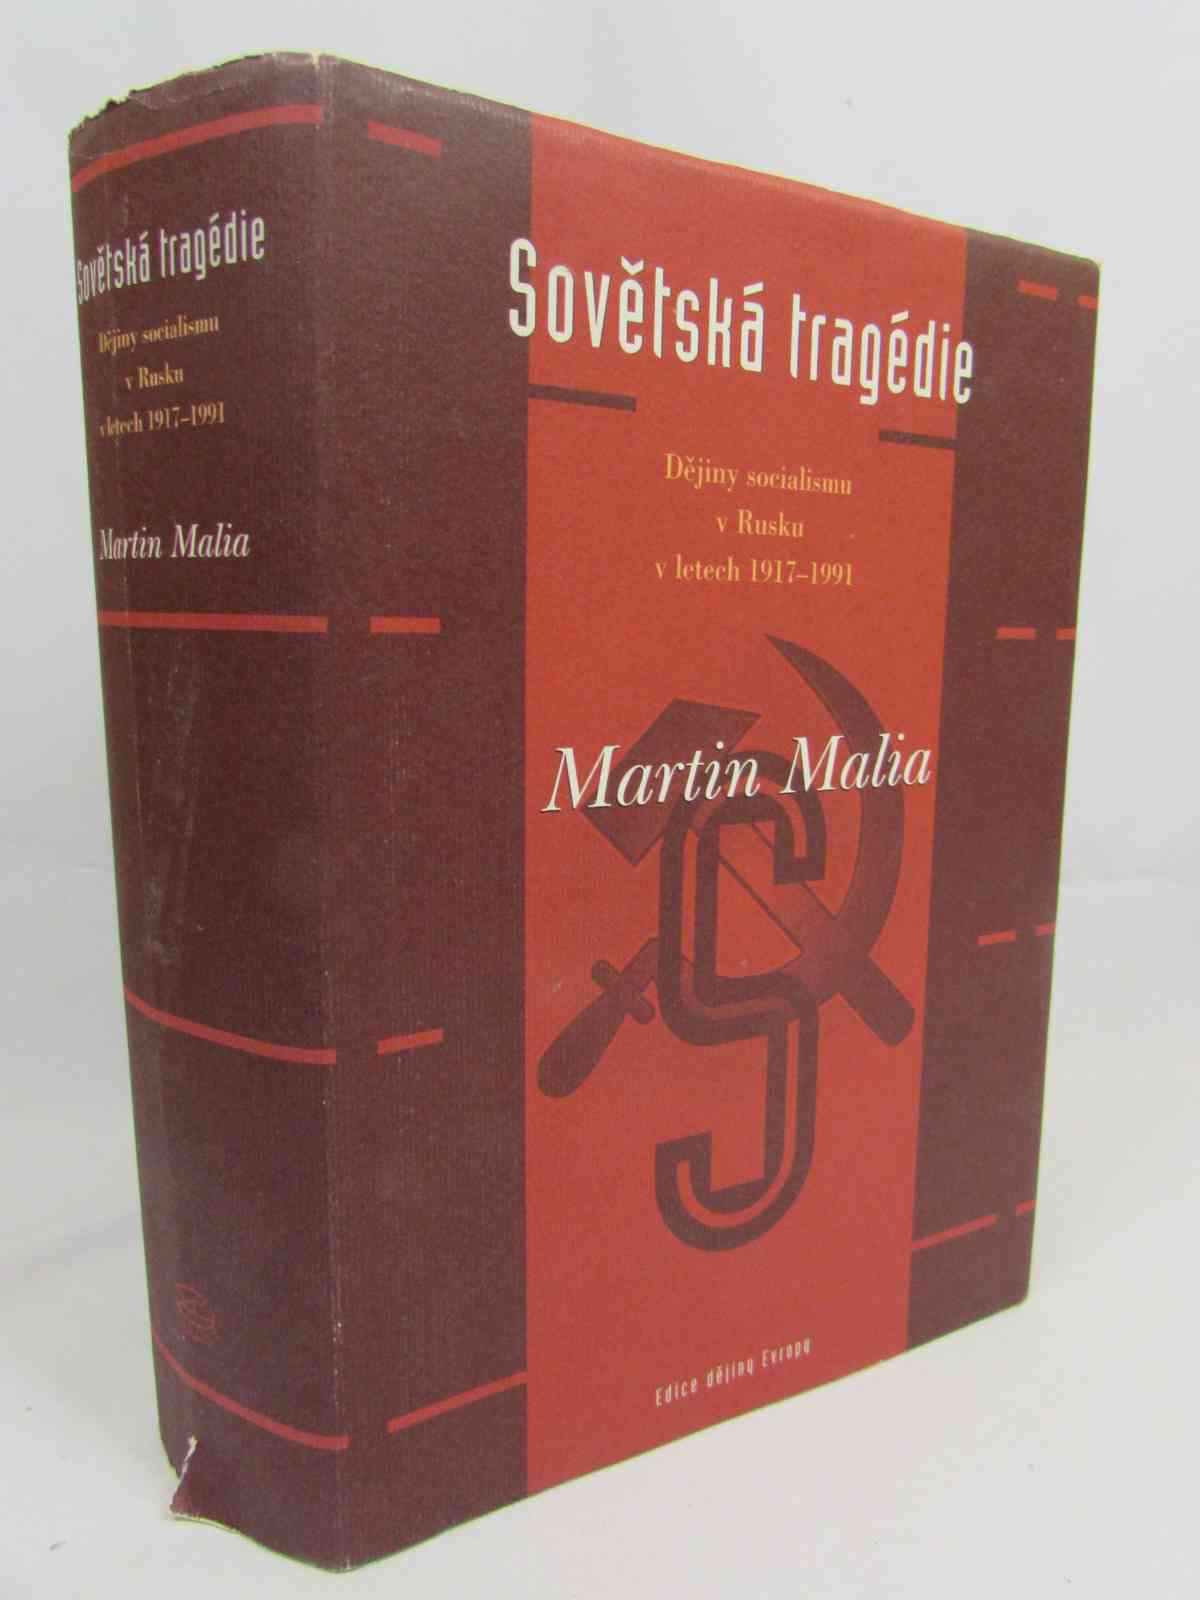 Sovětská tragédie
Dějiny socialismu
v Rusku
v letech 1917–1991
Martin Malia
Sovětská tragédie
Dějiny socialismu
v Rusku
v letech 1917–1991
Martin Malia
Edice dějiny Evropy